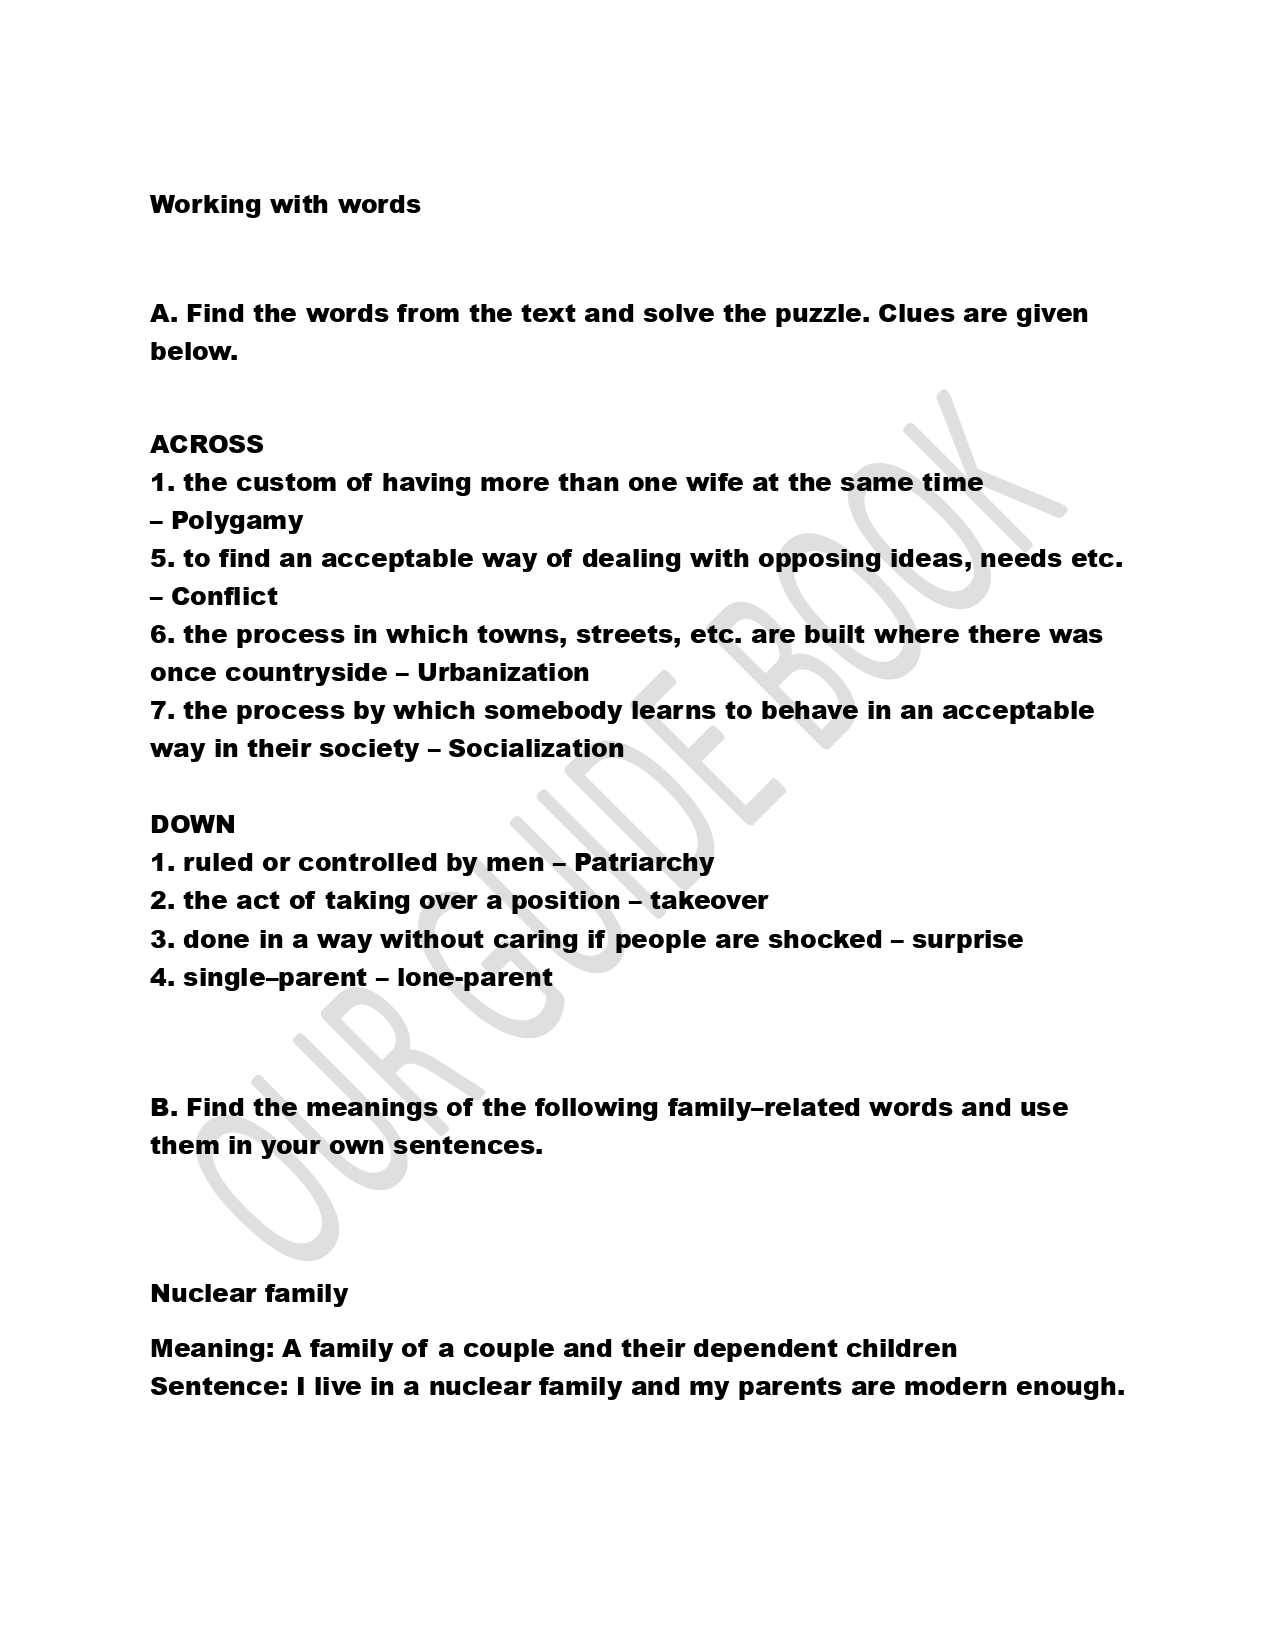 Working with words
A. Find the words from the text and solve the puzzle. Clues are given
below.
ACROSS
1. the custom of having more than one wife at the same time
– Polygamy
5. to find an acceptable way of dealing with opposing ideas, needs etc.
– Conflict
6. the process in which towns, streets, etc. are built where there was
once countryside – Urbanization
7. the process by which somebody learns to behave in an acceptable
way in their society – Socialization
DOWN
1. ruled or controlled by men – Patriarchy
2. the act of taking over a position – takeover
3. done in a way without caring if people are shocked – surprise
4. single–parent – lone-parent
B. Find the meanings of the following family–related words and use
them in your own sentences.
Nuclear family
Meaning: A family of a couple and their dependent children
Sentence: I live in a nuclear family and my parents are modern enough.
OUR GUIDE BOOK